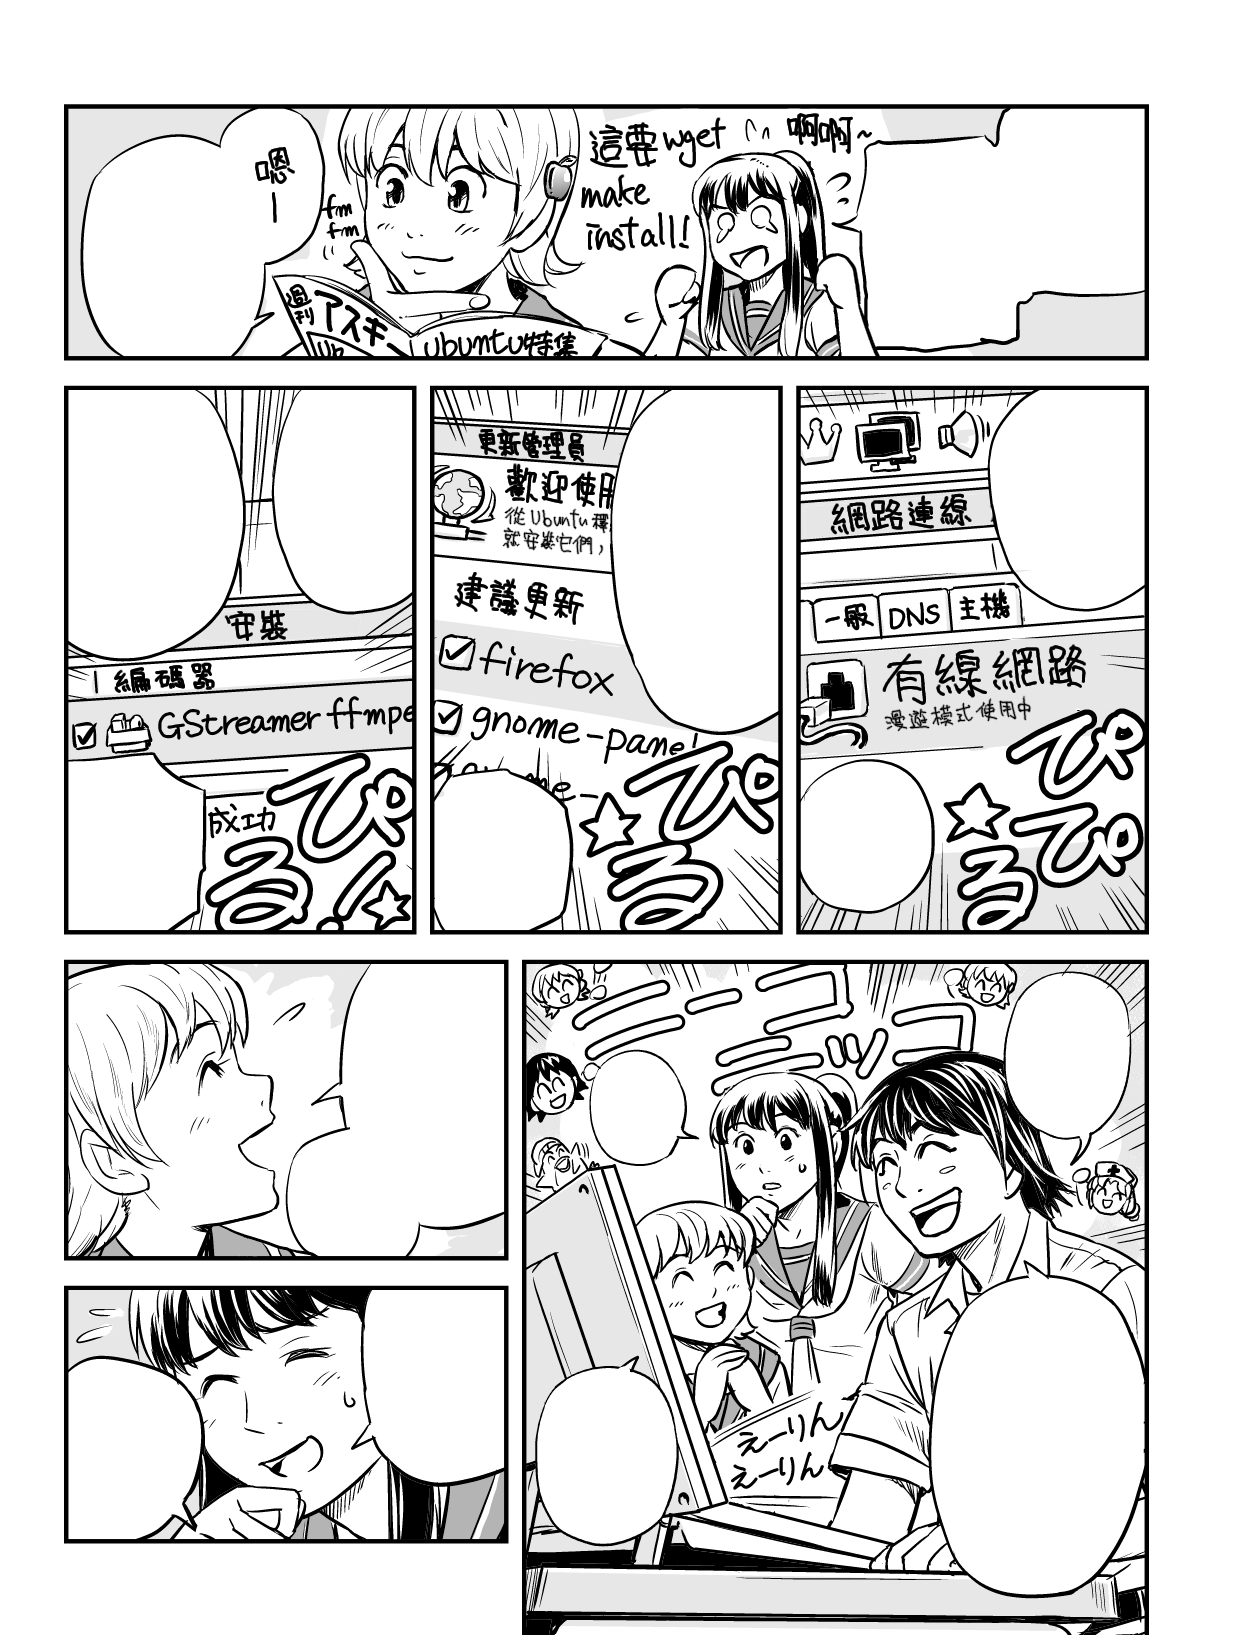 啊啊~
這要wget
make
install!
fm
fm
嗯ー
週刊
アスキー
Ub
Ubuntu特集
網路連線
一般
DNS
主機
有線網路
漫遊模式使用中
ぴ
ぴ
る
更新管理員
歡迎使用
從Ubuntu釋
就安裝它們，
建議更新
firefox
gnome-panel
ぴ
る
安裝
編碼器
GStreamer ffmpe
成功
ぴ
る!
ニーコ
ニッコ
えーりん
えーりん